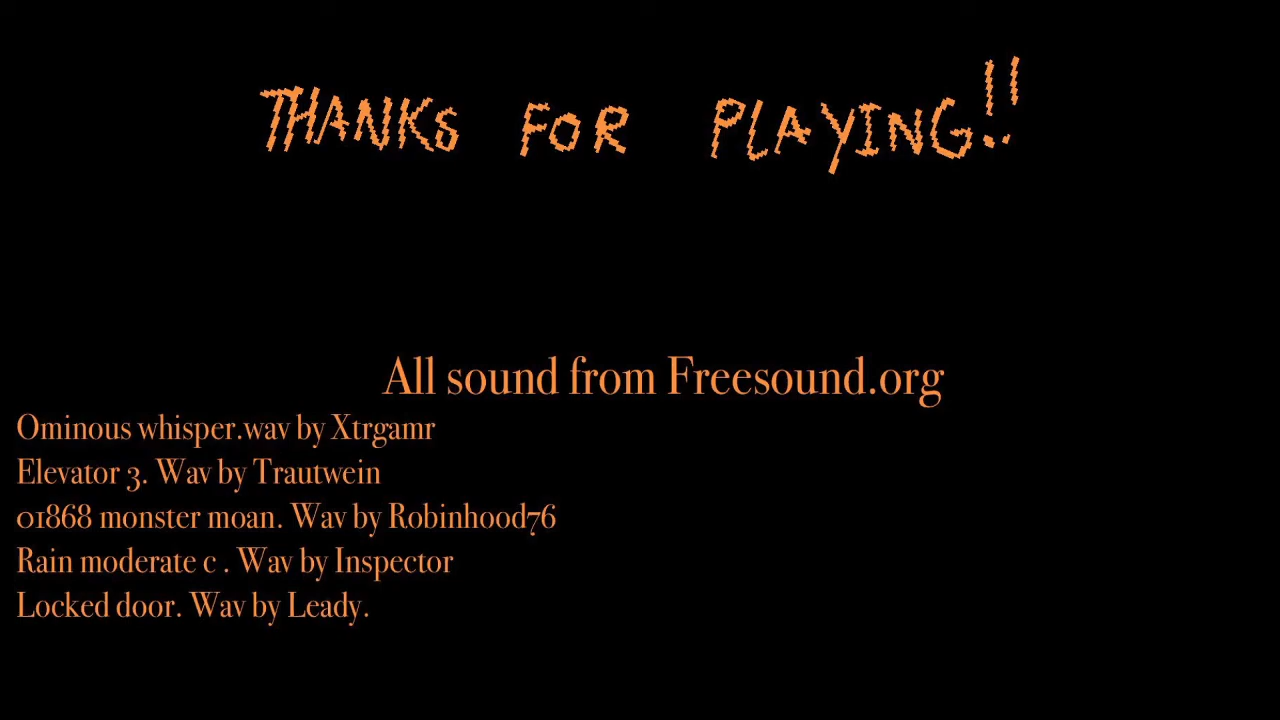 THANKS FOR PLAYING!!
All sound from Freesound.org
Ominous whisper.wav by Xtrgamr
Elevator 3. Wav by Trautwein
01868 monster moan. Wav by Robinhood76
Rain moderate c . Wav by Inspector
Locked door. Wav by Leady.